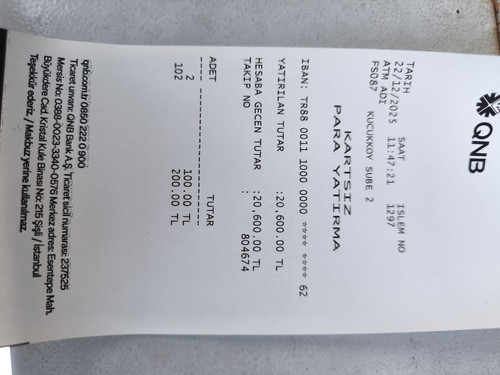 QNB
TARIH SAAT ISLEM NO
22/12/2025 11:47:21 1297
ATM ADI
FS087 KUCUKKOY SUBE 2
KARTSIZ
PARA YATIRMA
IBAN: TR88 0011 1000 0000 **** **** 62
YATIRILAN TUTAR :20,600.00 TL
HESABA GECEN TUTAR :20,600.00 TL
TAKIP NO : 804674
ADET TUTAR
---- -----
2 100.00 TL
102 200.00 TL
qnb.com.tr 0850 222 0 900
Ticaret unvanı: QNB Bank A.Ş. Ticaret sicil numarası: 237525
Mersis No: 0388-0023-3340-0576 Merkez adres: Esentepe Mah.
Büyükdere Cad. Kristal Kule Binası No: 215 Şişli / İstanbul
Teşekkür ederiz. / Makbuz yerine kullanılmaz.